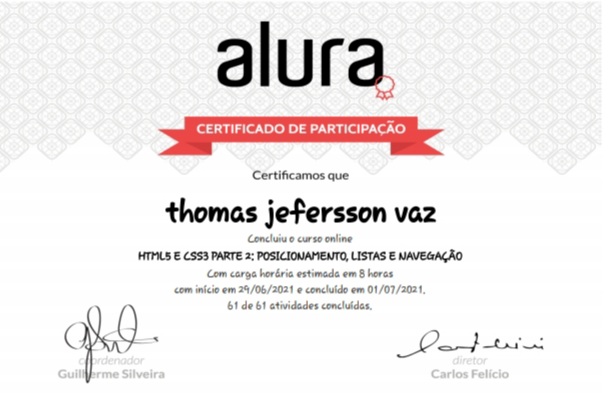 alura
CERTIFICADO DE PARTICIPAÇÃO
Certificamos que
thomas jefersson vaz
Concluiu o curso online
HTML5 E CSS3 PARTE 2: POSICIONAMENTO, LISTAS E NAVEGAÇÃO
Com carga horária estimada em 8 horas
com início em 29/06/2021 e concluído em 01/07/2021.
61 de 61 atividades concluídas.
coordenador
Guilherme Silveira
diretor
Carlos Felício